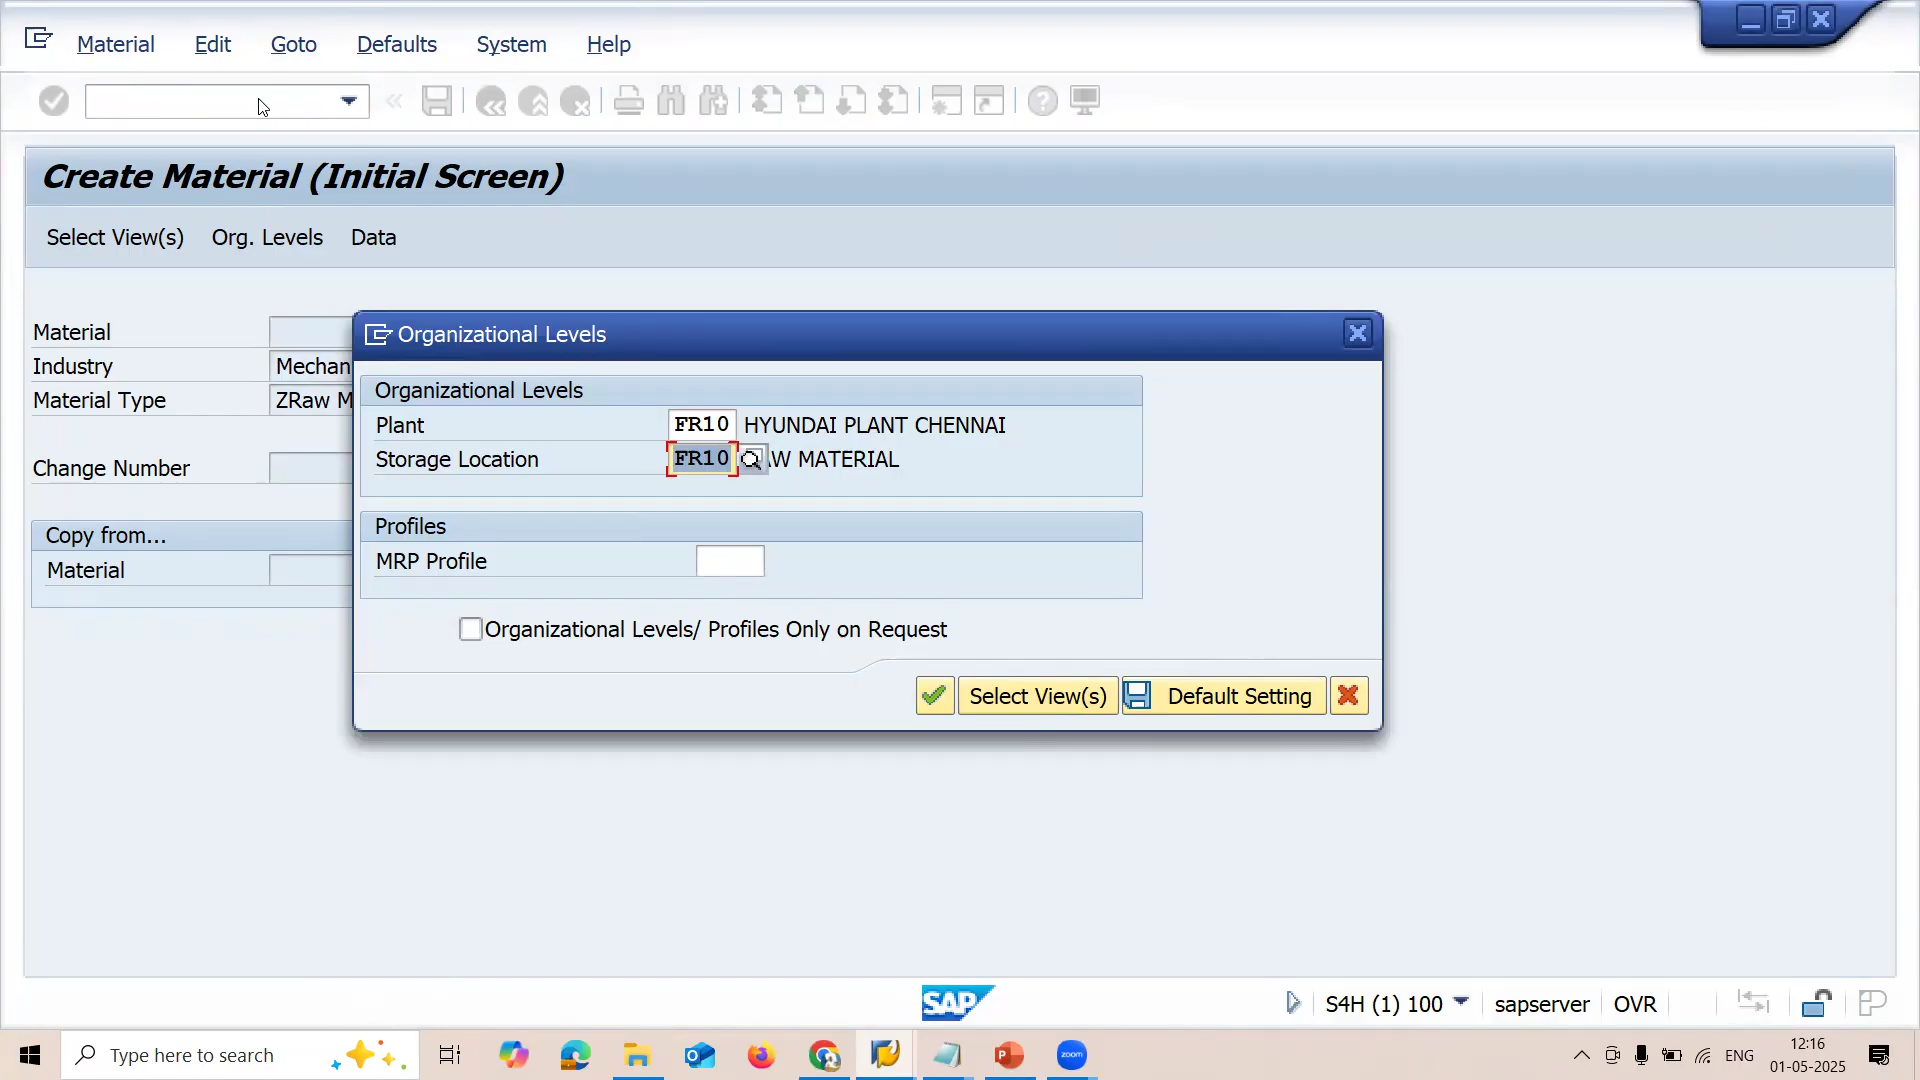 Material Edit Goto Defaults System Help
Create Material (Initial Screen)
Select View(s) Org. Levels Data
Material
Industry Mechan
Material Type ZRaw M
Change Number
Copy from...
Material
Organizational Levels
Organizational Levels
Plant FR10 HYUNDAI PLANT CHENNAI
Storage Location FR10 AW MATERIAL
Profiles
MRP Profile
Organizational Levels/ Profiles Only on Request
Select View(s) Default Setting
SAP S4H (1) 100 sapserver OVR
Type here to search
zoom
ENG
12:16
01-05-2025